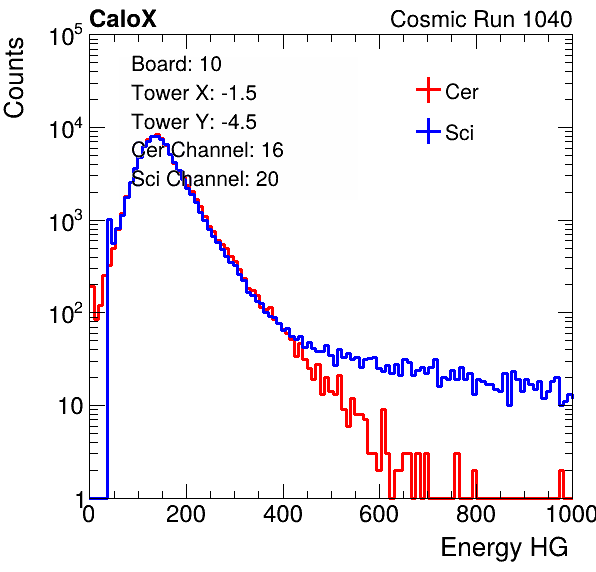 CaloX Cosmic Run 1040
Counts
10^5
10^4
10^3
10^2
10
1
Board: 10
Tower X: -1.5
Tower Y: -4.5
Cer Channel: 16
Sci Channel: 20
Cer
Sci
0 200 400 600 800 1000
Energy HG